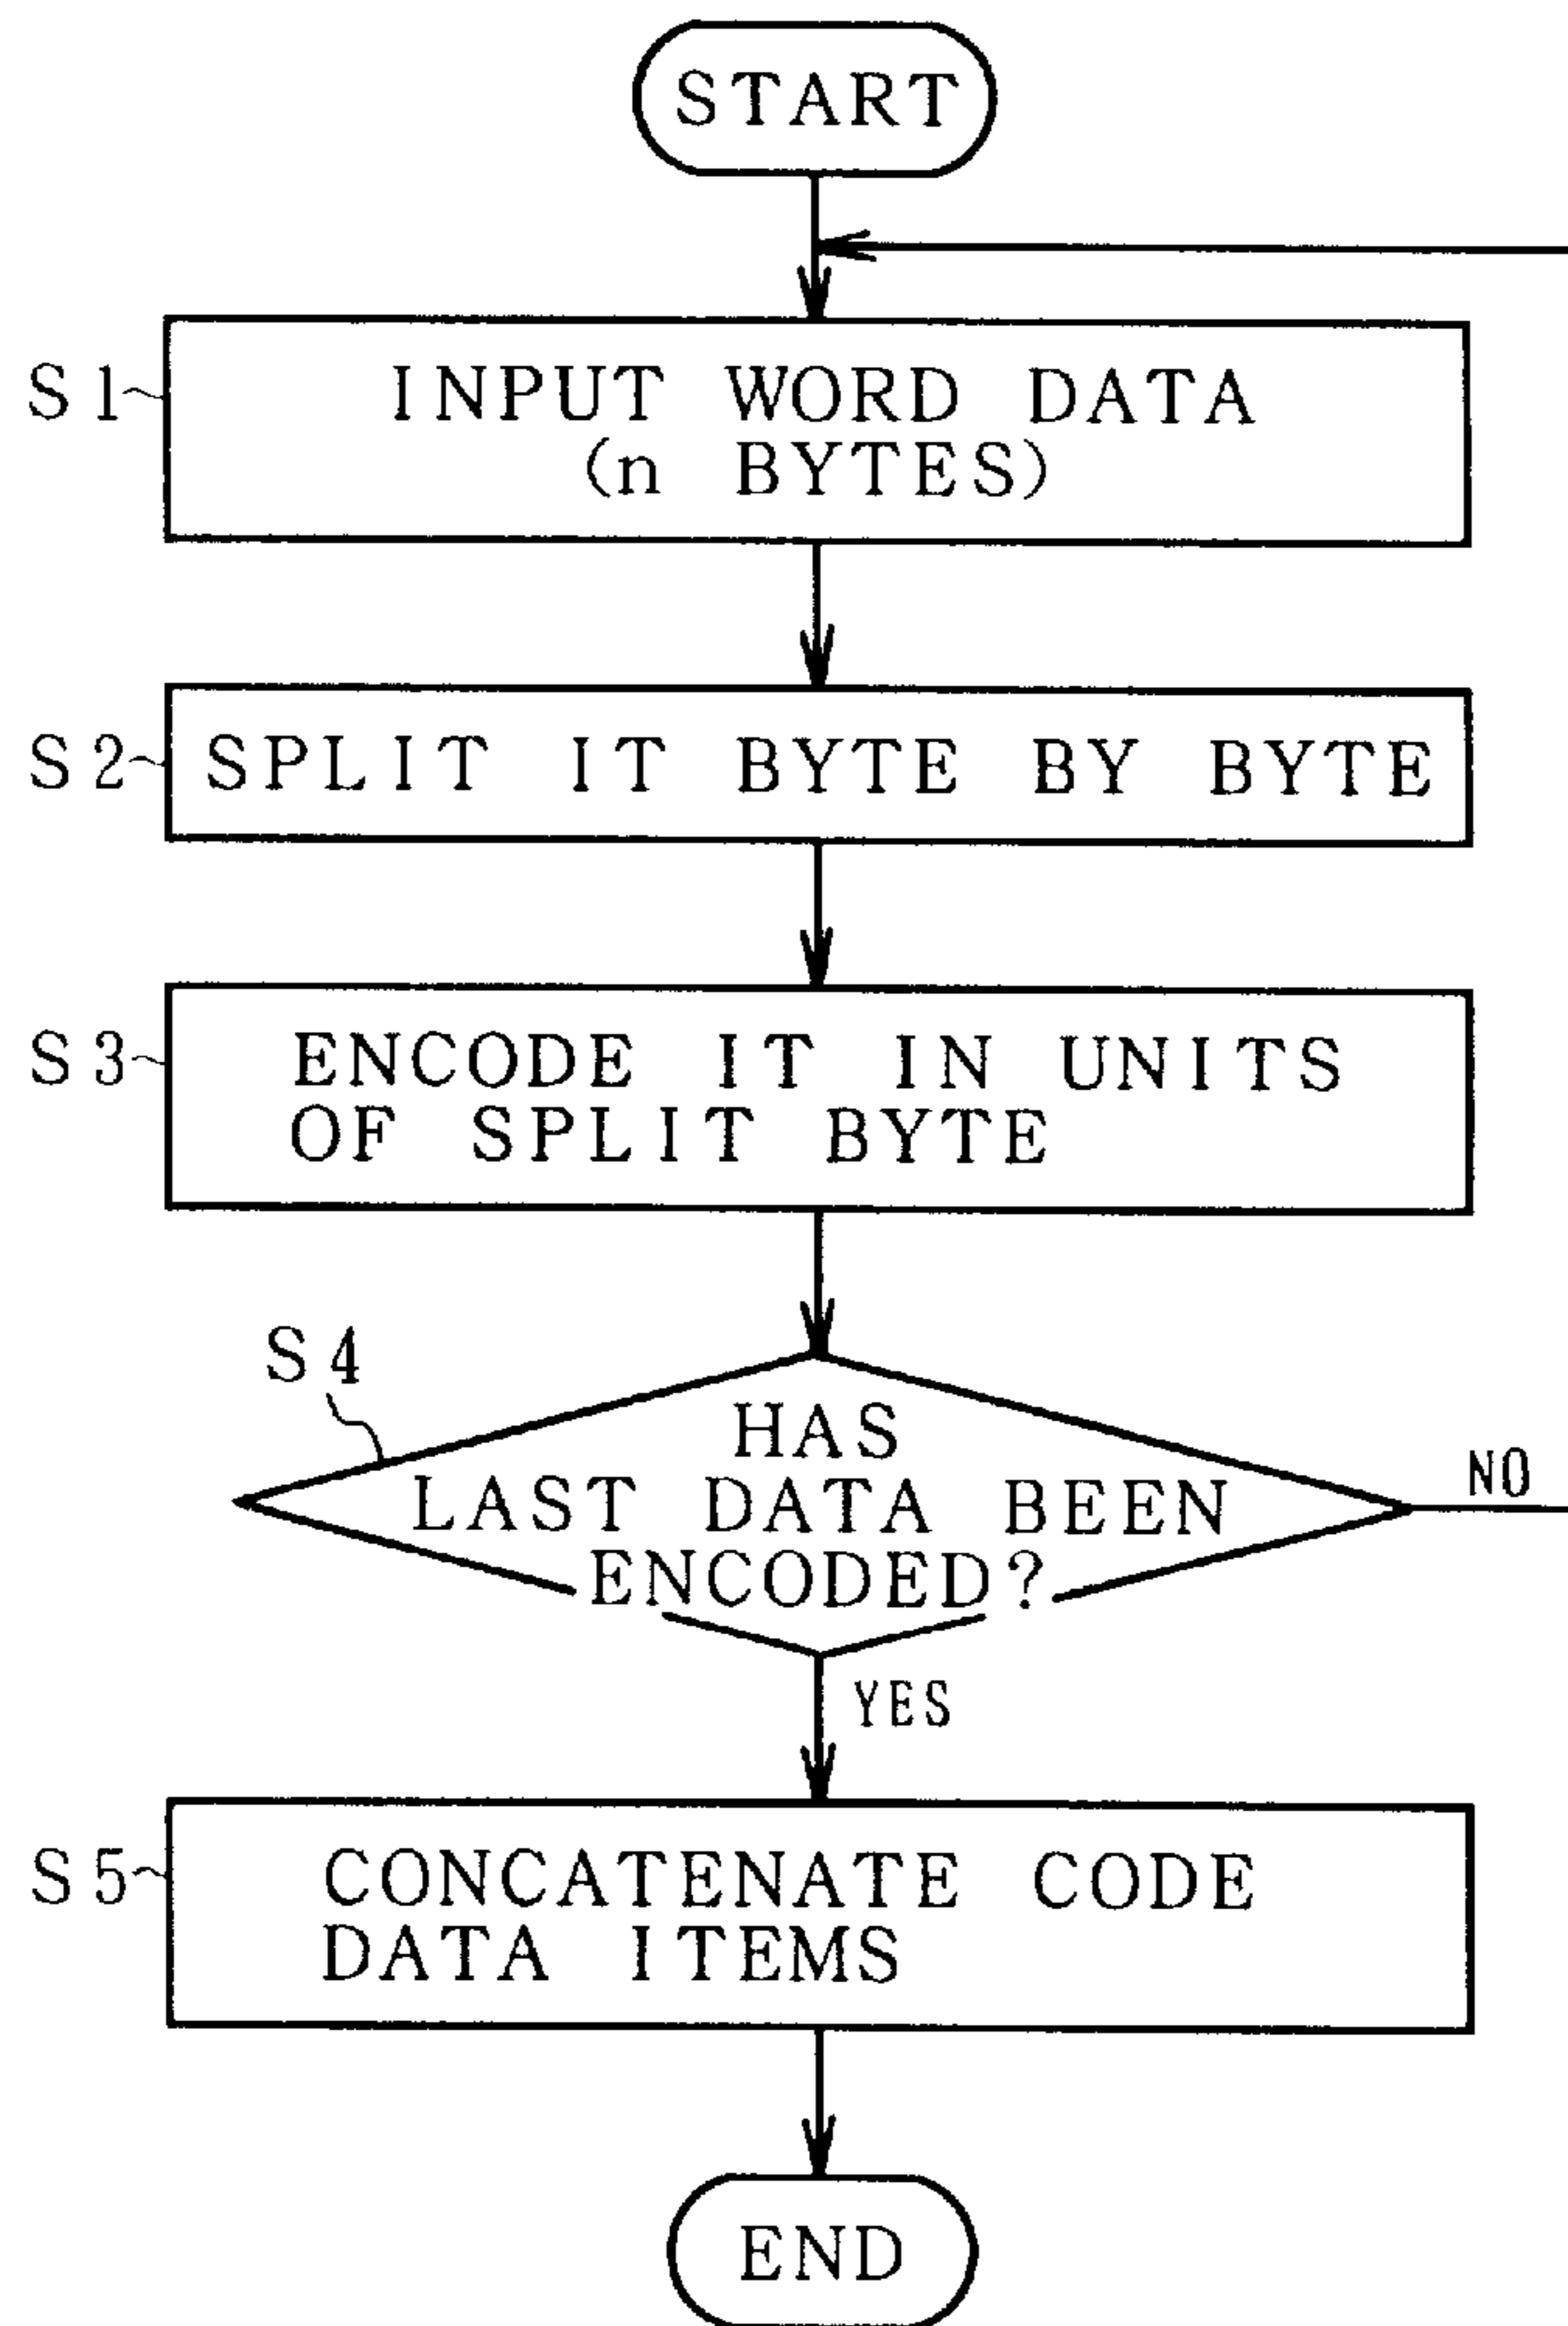 START
S1
INPUT WORD DATA
(n BYTES)
S2
SPLIT IT BYTE BY BYTE
S3
ENCODE IT IN UNITS
OF SPLIT BYTE
S4
HAS
LAST DATA BEEN
ENCODED?
NO
YES
S5
CONCATENATE CODE
DATA ITEMS
END